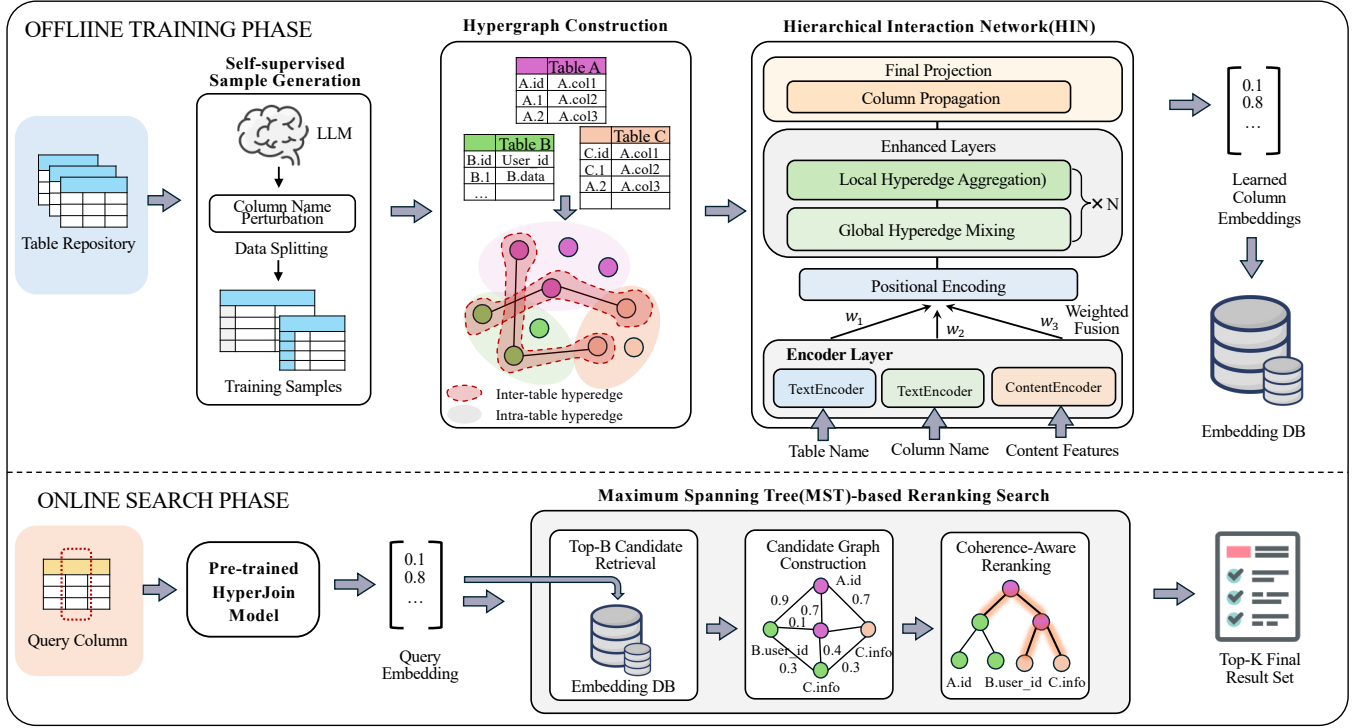 OFFLIINE TRAINING PHASE
Self-supervised
Sample Generation
Hypergraph Construction
Hierarchical Interaction Network(HIN)
Table Repository
LLM
Column Name
Perturbation
Data Splitting
Training Samples
Table A
A.id A.col1
A.1 A.col2
A.2 A.col3
Table B
B.id User_id
B.1 B.data
...
Table C
C.id A.col1
C.1 A.col2
A.2 A.col3
Inter-table hyperedge
Intra-table hyperedge
Final Projection
Column Propagation
Enhanced Layers
Local Hyperedge Aggregation)
Global Hyperedge Mixing
× N
Positional Encoding
w1
w2
w3
Weighted
Fusion
Encoder Layer
TextEncoder
TextEncoder
ContentEncoder
Table Name
Column Name
Content Features
0.1
0.8
...
Learned
Column
Embeddings
Embedding DB
ONLINE SEARCH PHASE
Maximum Spanning Tree(MST)-based Reranking Search
Query Column
Pre-trained
HyperJoin
Model
0.1
0.8
...
Query
Embedding
Top-B Candidate
Retrieval
Embedding DB
Candidate Graph
Construction
A.id
0.9
0.7
0.7
0.1
B.user_id
0.4
C.info
0.3
0.3
C.info
Coherence-Aware
Reranking
A.id
B.user_id
C.info
Top-K Final
Result Set